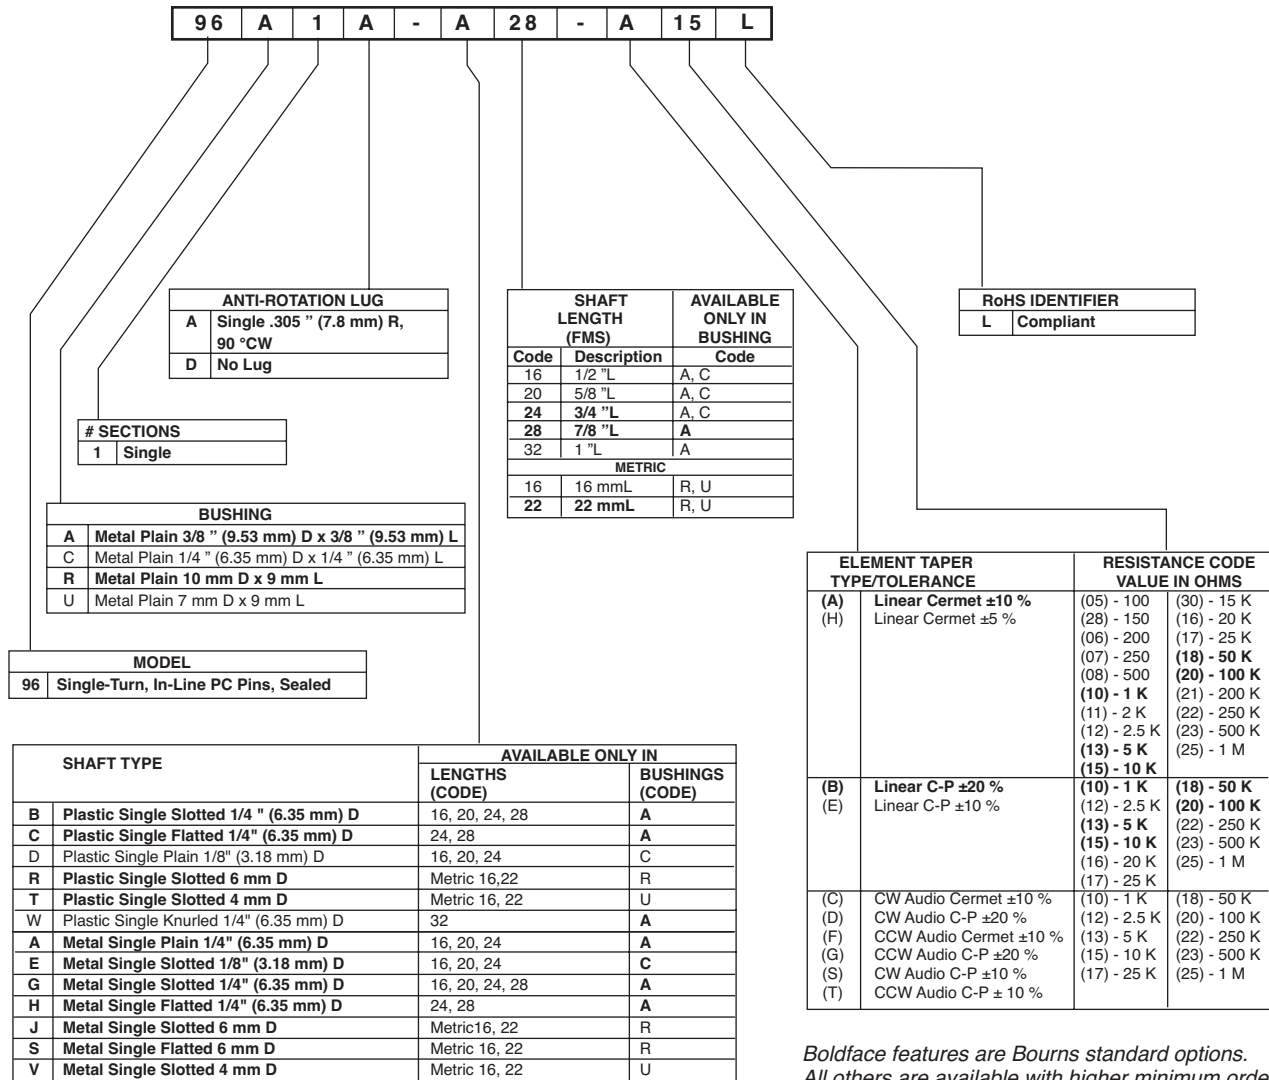 96 A 1 A - A 28 - A 15 L
ANTI-ROTATION LUG
A Single .305 ” (7.8 mm) R,
90 °CW
D No Lug
SHAFT LENGTH (FMS) AVAILABLE ONLY IN BUSHING
Code Description Code
16 1/2 ”L A, C
20 5/8 ”L A, C
24 3/4 ”L A, C
28 7/8 ”L A
32 1 ”L A
METRIC
16 16 mmL R, U
22 22 mmL R, U
RoHS IDENTIFIER
L Compliant
# SECTIONS
1 Single
BUSHING
A Metal Plain 3/8 ” (9.53 mm) D x 3/8 ” (9.53 mm) L
C Metal Plain 1/4 ” (6.35 mm) D x 1/4 ” (6.35 mm) L
R Metal Plain 10 mm D x 9 mm L
U Metal Plain 7 mm D x 9 mm L
MODEL
96 Single-Turn, In-Line PC Pins, Sealed
ELEMENT TAPER RESISTANCE CODE
TYPE/TOLERANCE VALUE IN OHMS
(A) Linear Cermet ±10 % (05) - 100 (30) - 15 K
(H) Linear Cermet ±5 % (28) - 150 (16) - 20 K
(06) - 200 (17) - 25 K
(07) - 250 (18) - 50 K
(08) - 500 (20) - 100 K
(10) - 1 K (21) - 200 K
(11) - 2 K (22) - 250 K
(12) - 2.5 K (23) - 500 K
(13) - 5 K (25) - 1 M
(15) - 10 K
(B) Linear C-P ±20 % (10) - 1 K (18) - 50 K
(E) Linear C-P ±10 % (12) - 2.5 K (20) - 100 K
(13) - 5 K (22) - 250 K
(15) - 10 K (23) - 500 K
(16) - 20 K (25) - 1 M
(17) - 25 K
(C) CW Audio Cermet ±10 % (10) - 1 K (18) - 50 K
(D) CW Audio C-P ±20 % (12) - 2.5 K (20) - 100 K
(F) CCW Audio Cermet ±10 % (13) - 5 K (22) - 250 K
(G) CCW Audio C-P ±20 % (15) - 10 K (23) - 500 K
(S) CW Audio C-P ±10 % (17) - 25 K (25) - 1 M
(T) CCW Audio C-P ± 10 %
SHAFT TYPE AVAILABLE ONLY IN
LENGTHS (CODE) BUSHINGS (CODE)
B Plastic Single Slotted 1/4 " (6.35 mm) D 16, 20, 24, 28 A
C Plastic Single Flatted 1/4" (6.35 mm) D 24, 28 A
D Plastic Single Plain 1/8" (3.18 mm) D 16, 20, 24 C
R Plastic Single Slotted 6 mm D Metric 16,22 R
T Plastic Single Slotted 4 mm D Metric 16, 22 U
W Plastic Single Knurled 1/4" (6.35 mm) D 32 A
A Metal Single Plain 1/4" (6.35 mm) D 16, 20, 24 A
E Metal Single Slotted 1/8" (3.18 mm) D 16, 20, 24 C
G Metal Single Slotted 1/4" (6.35 mm) D 16, 20, 24, 28 A
H Metal Single Flatted 1/4" (6.35 mm) D 24, 28 A
J Metal Single Slotted 6 mm D Metric16, 22 R
S Metal Single Flatted 6 mm D Metric 16, 22 R
V Metal Single Slotted 4 mm D Metric 16, 22 U
Boldface features are Bourns standard options.
All others are available with higher minimum orde